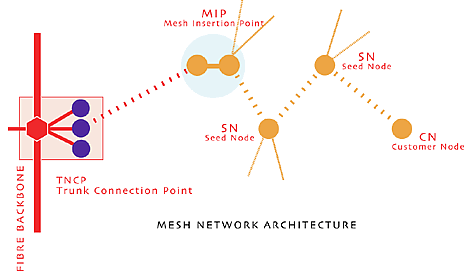 MIP
Mesh Insertion Point
SN
Seed Node
SN
Seed Node
CN
Customer Node
TNCP
Trunk Connection Point
FIBRE BACKBONE
MESH NETWORK ARCHITECTURE